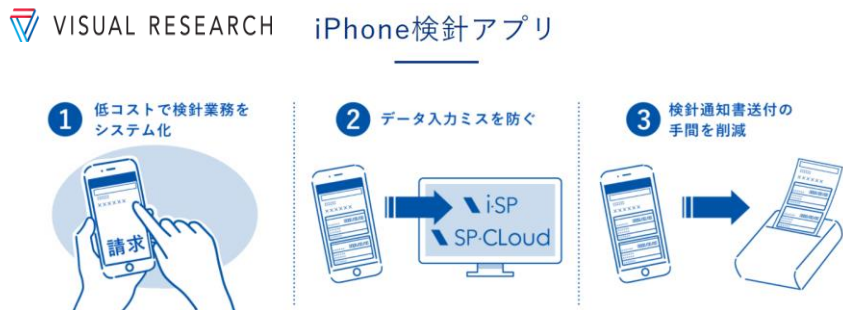 VISUAL RESEARCH
iPhone検針アプリ
1
低コストで検針業務を
システム化
請求
2
データ入力ミスを防ぐ
i·SP
SP·CLoud
3
検針通知書送付の
手間を削減